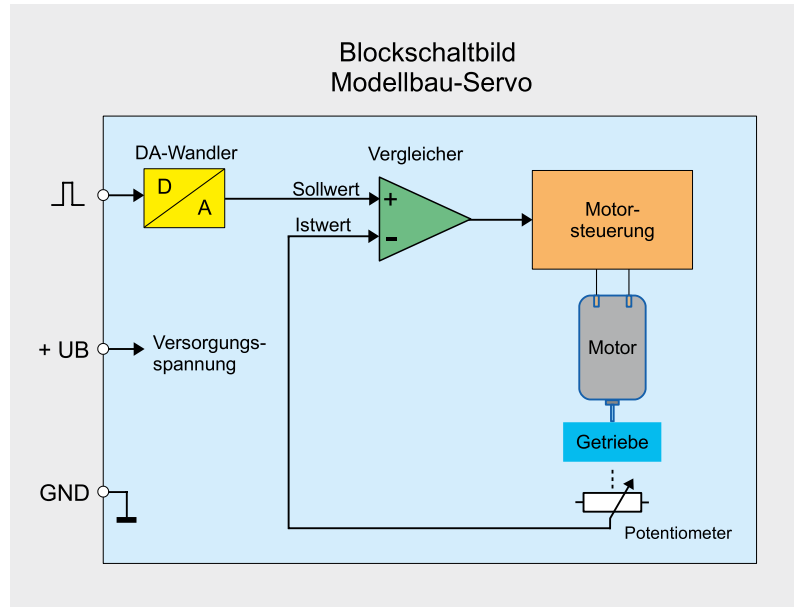 Blockschaltbild
Modellbau-Servo
DA-Wandler
Vergleicher
D
A
Sollwert
+
Istwert
-
Motor-
steuerung
+ UB
Versorgungs-
spannung
Motor
Getriebe
GND
Potentiometer